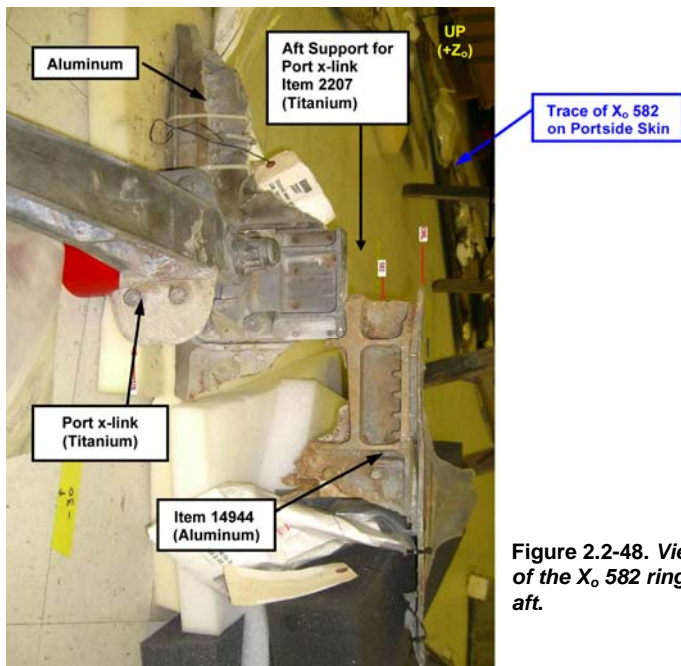 UP
(+Zo)
Aluminum
Aft Support for
Port x-link
Item 2207
(Titanium)
Trace of Xo 582
on Portside Skin
Port x-link
(Titanium)
Item 14944
(Aluminum)
Figure 2.2-48. Vie
of the Xo 582 ring
aft.